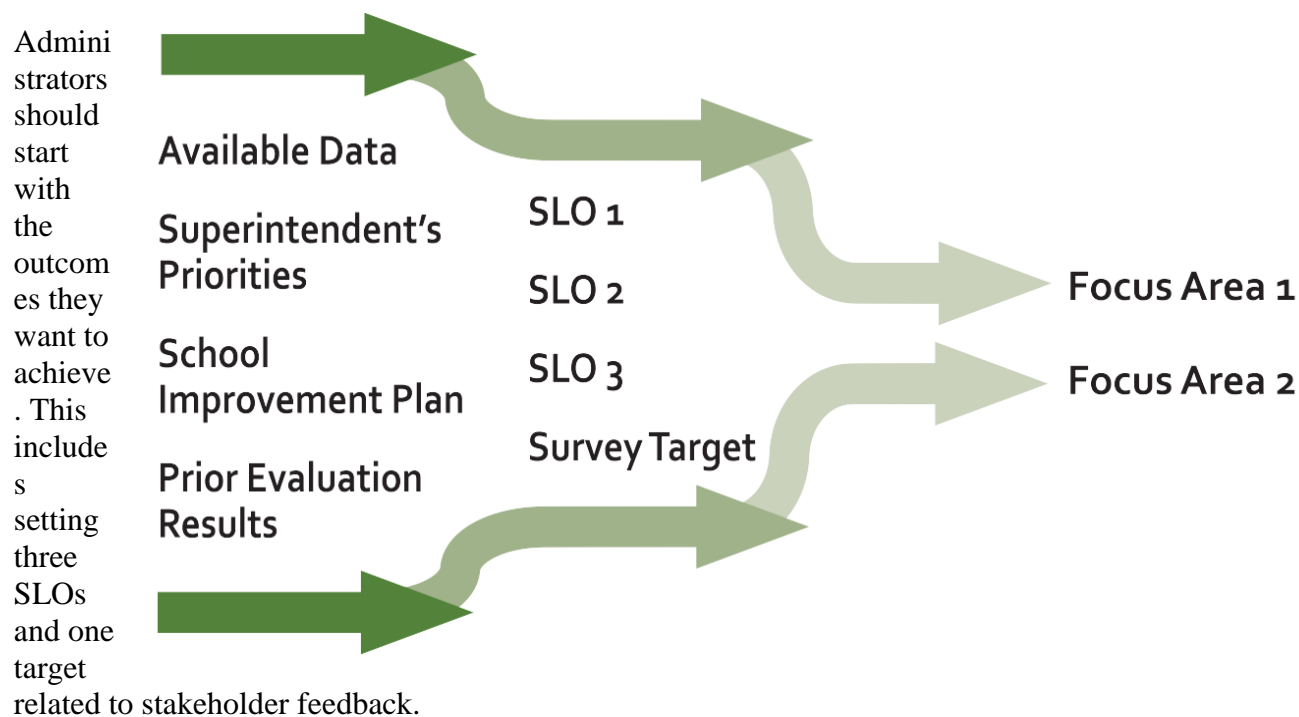 Admini
strators
should
start
with
the
outcom
es they
want to
achieve
. This
include
s
setting
three
SLOs
and one
target
related to stakeholder feedback.
Available Data
Superintendent’s
Priorities
School
Improvement Plan
Prior Evaluation
Results
SLO 1
SLO 2
SLO 3
Survey Target
Focus Area 1
Focus Area 2